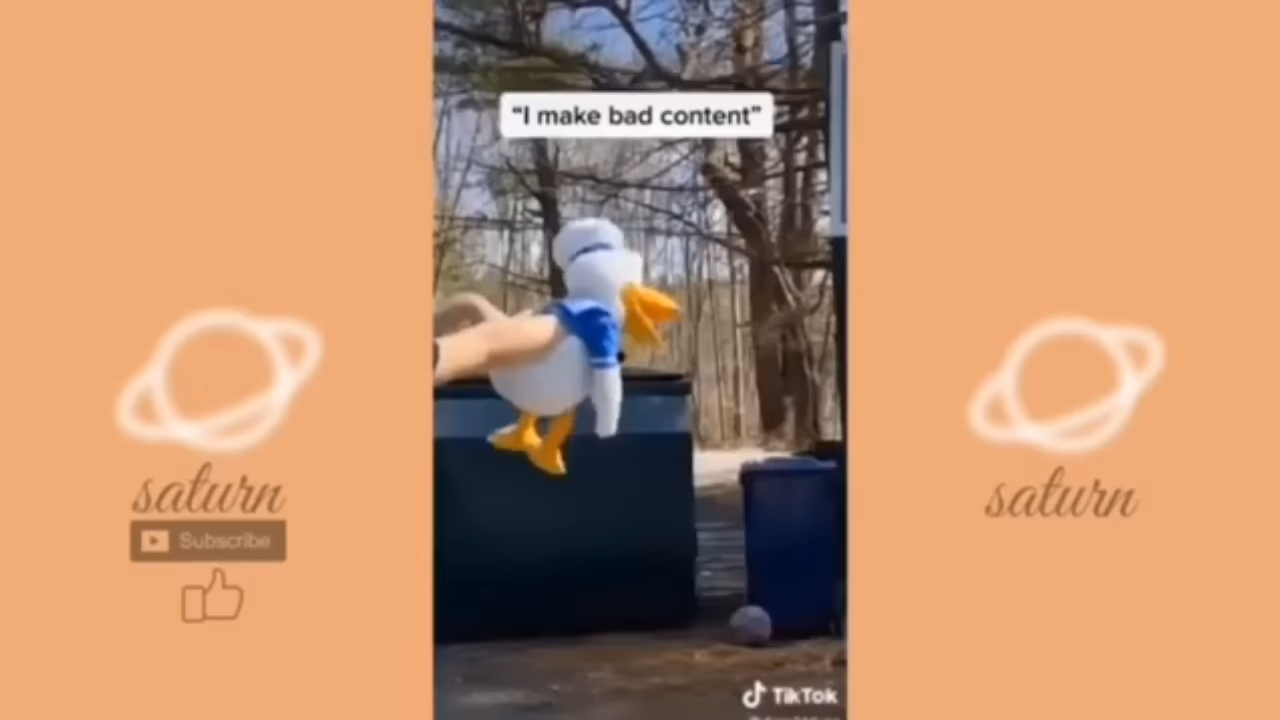 “I make bad content”
saturn
Subscribe
saturn
TikTok